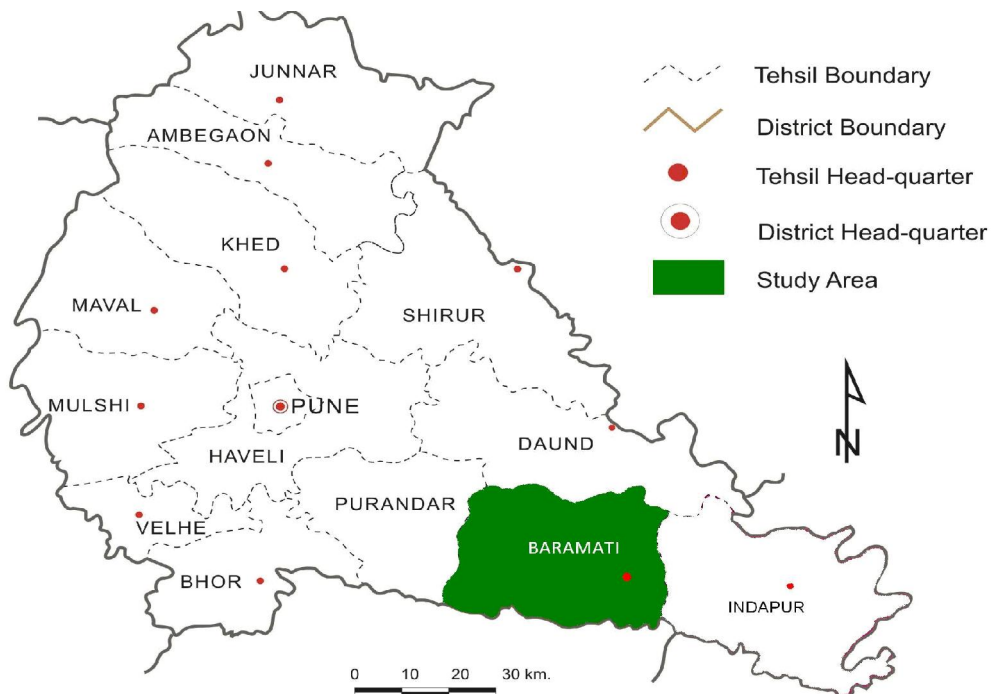 JUNNAR
AMBEGAON
KHED
MAVAL
SHIRUR
MULSHI
PUNE
HAVELI
DAUND
PURANDAR
VELHE
BARAMATI
BHOR
INDAPUR
Tehsil Boundary
District Boundary
Tehsil Head-quarter
District Head-quarter
Study Area
N
0 10 20 30 km.